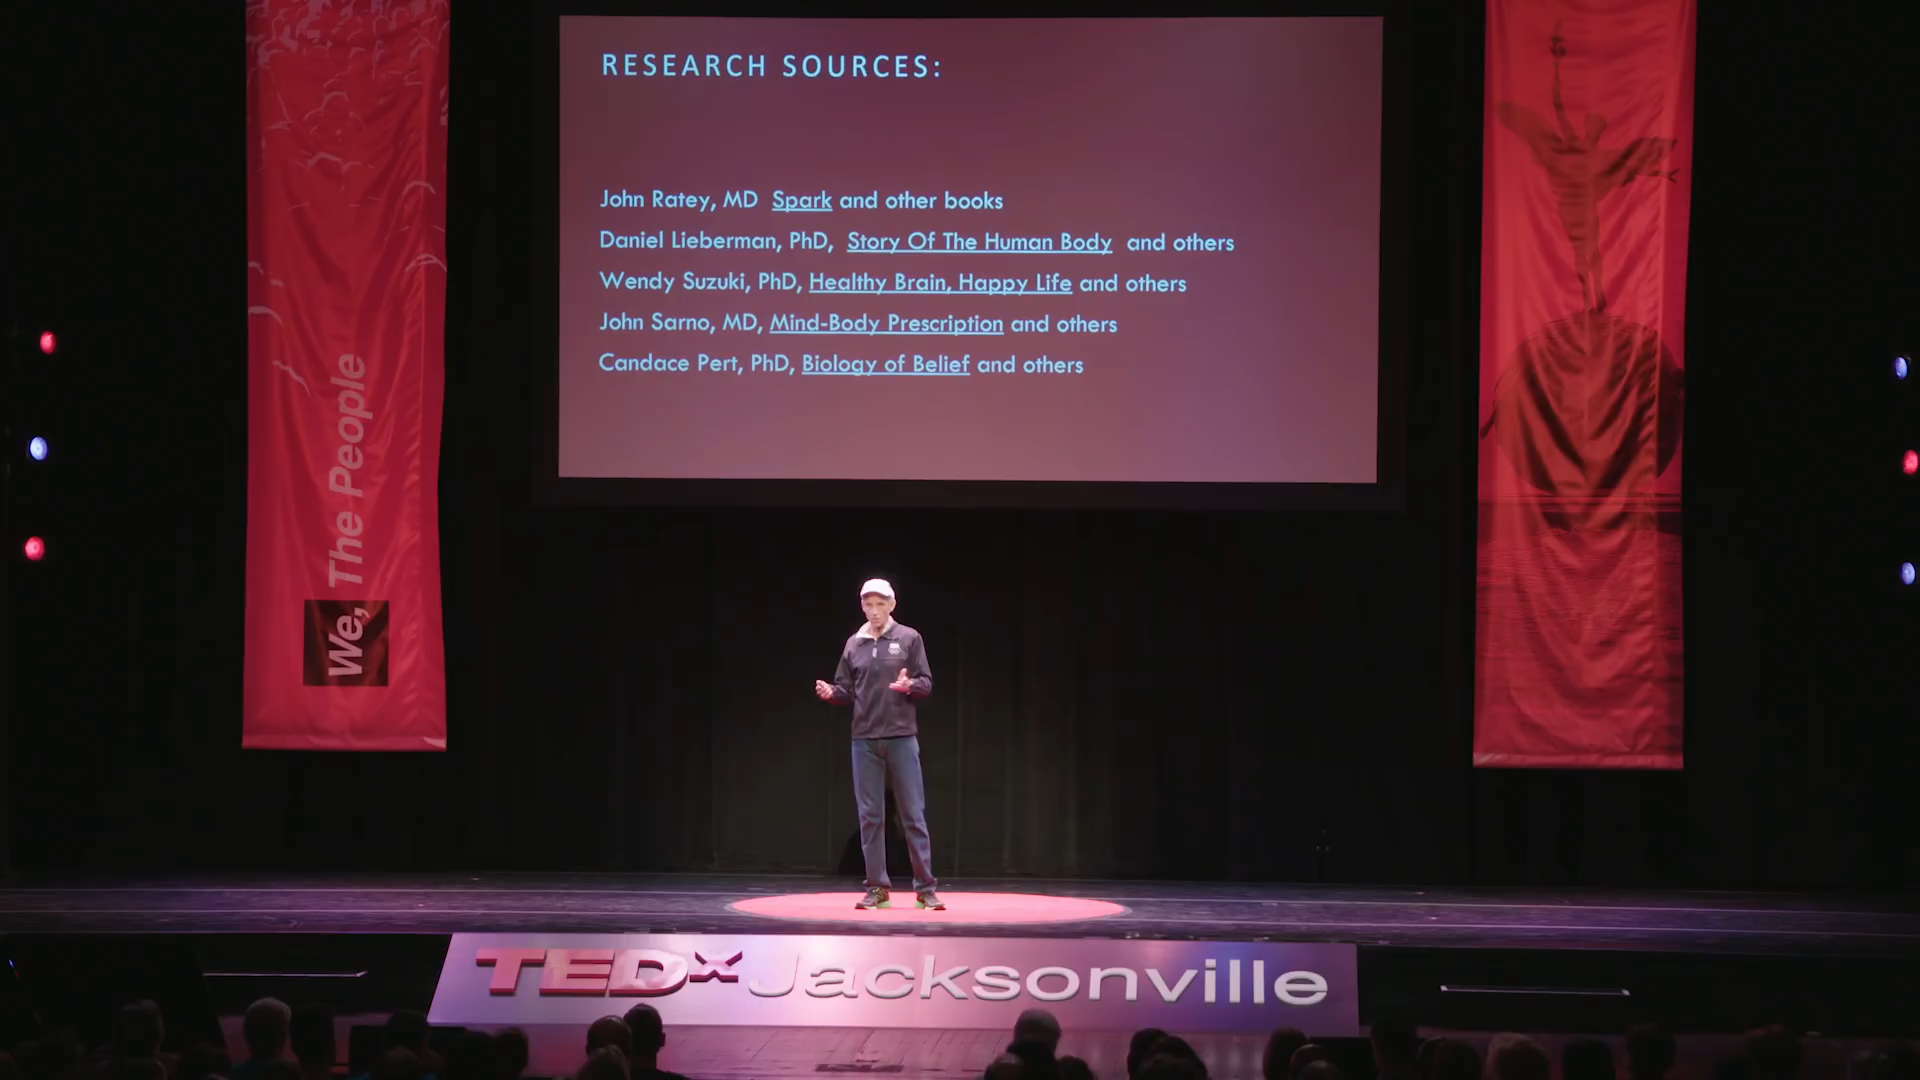 RESEARCH SOURCES:
John Ratey, MD Spark and other books
Daniel Lieberman, PhD, Story Of The Human Body and others
Wendy Suzuki, PhD, Healthy Brain, Happy Life and others
John Sarno, MD, Mind-Body Prescription and others
Candace Pert, PhD, Biology of Belief and others
We, The People
TEDx Jacksonville